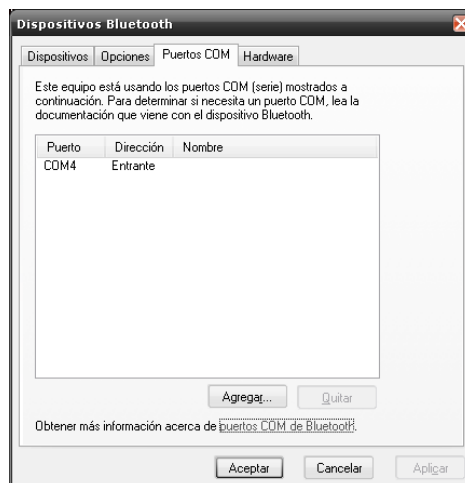 Dispositivos Bluetooth
Dispositivos Opciones Puertos COM Hardware
Este equipo está usando los puertos COM (serie) mostrados a
continuación. Para determinar si necesita un puerto COM, lea la
documentación que viene con el dispositivo Bluetooth.
Puerto Dirección Nombre
COM4 Entrante
Agregar... Quitar
Obtener más información acerca de puertos COM de Bluetooth.
Aceptar Cancelar Aplicar